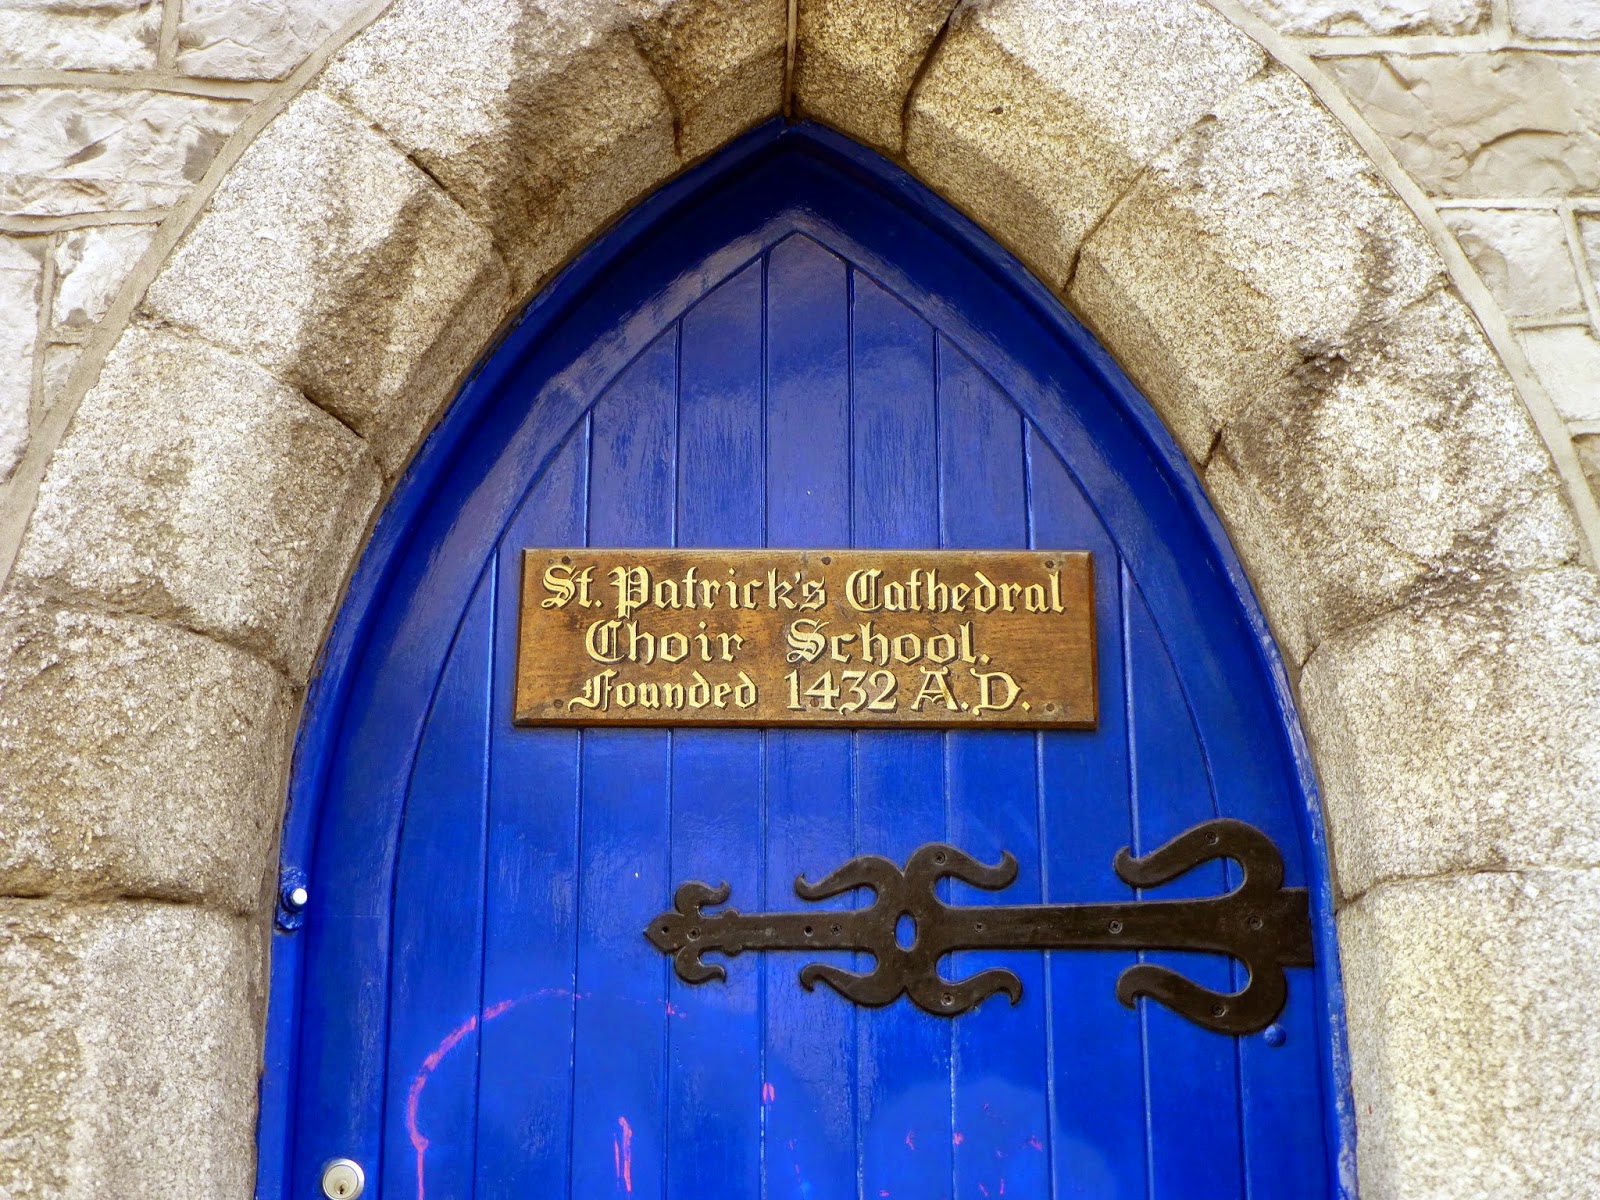 St. Patrick's Cathedral
Choir School.
Founded 1432 A.D.